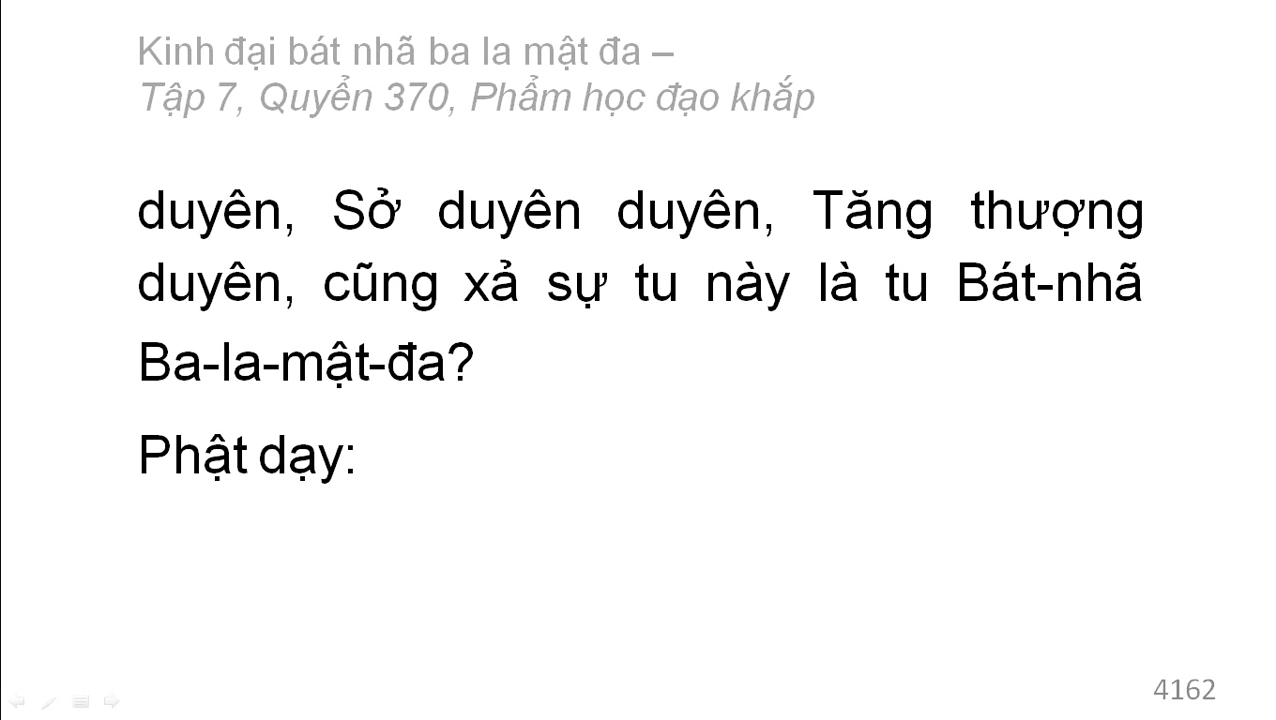 Kinh đại bát nhã ba la mật đa –
Tập 7, Quyển 370, Phẩm học đạo khắp
duyên, Sở duyên duyên, Tăng thượng
duyên, cũng xả sự tu này là tu Bát-nhã
Ba-la-mật-đa?
Phật dạy:
4162